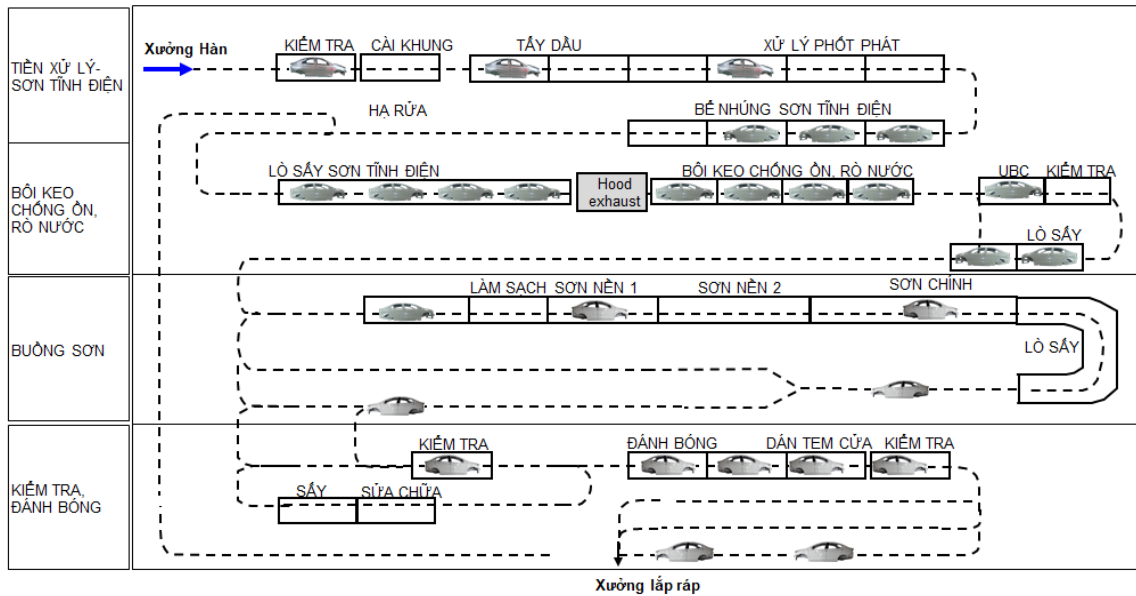 Xưởng Hàn
KIỂM TRA
CÀI KHUNG
TẨY DẦU
XỬ LÝ PHỐT PHÁT
TIỀN XỬ LÝ-
SƠN TĨNH ĐIỆN
HẠ RỬA
BỂ NHÚNG SƠN TĨNH ĐIỆN
LÒ SẤY SƠN TĨNH ĐIỆN
Hood
exhaust
BÔI KEO CHỐNG ỒN, RÒ NƯỚC
UBC
KIỂM TRA
BÔI KEO
CHỐNG ỒN,
RÒ NƯỚC
LÒ SẤY
LÀM SẠCH
SƠN NỀN 1
SƠN NỀN 2
SƠN CHÍNH
BUỒNG SƠN
LÒ SẤY
KIỂM TRA
ĐÁNH BÓNG
DÁN TEM CỬA
KIỂM TRA
KIỂM TRA,
ĐÁNH BÓNG
SẤY
SỬA CHỮA
Xưởng lắp ráp